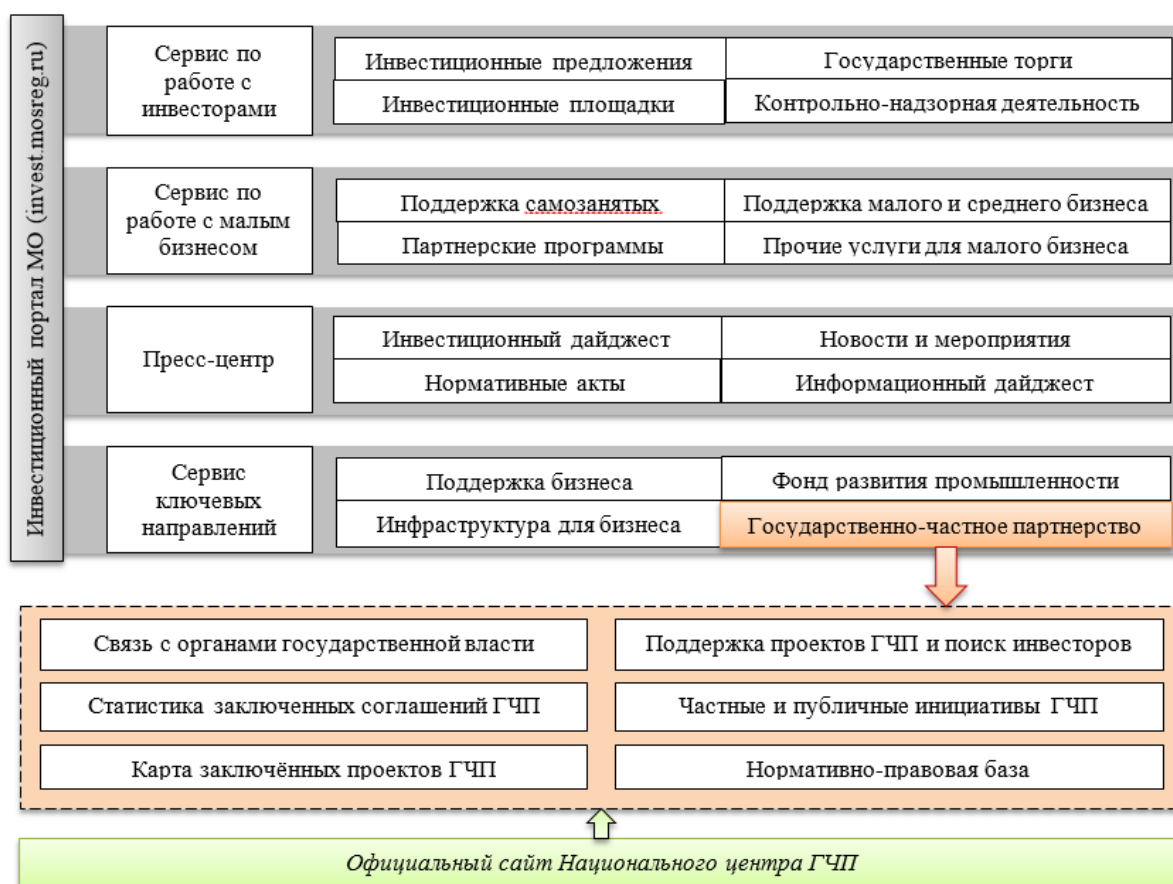 Инвестиционный портал МО (invest.mosreg.ru)
Сервис по
работе с
инвесторами
Инвестиционные предложения
Государственные торги
Инвестиционные площадки
Контрольно-надзорная деятельность
Сервис по
работе с малым
бизнесом
Поддержка самозанятых
Поддержка малого и среднего бизнеса
Партнерские программы
Прочие услуги для малого бизнеса
Пресс-центр
Инвестиционный дайджест
Новости и мероприятия
Нормативные акты
Информационный дайджест
Сервис
ключевых
направлений
Поддержка бизнеса
Фонд развития промышленности
Инфраструктура для бизнеса
Государственно-частное партнерство
Связь с органами государственной власти
Поддержка проектов ГЧП и поиск инвесторов
Статистика заключенных соглашений ГЧП
Частные и публичные инициативы ГЧП
Карта заключённых проектов ГЧП
Нормативно-правовая база
Официальный сайт Национального центра ГЧП